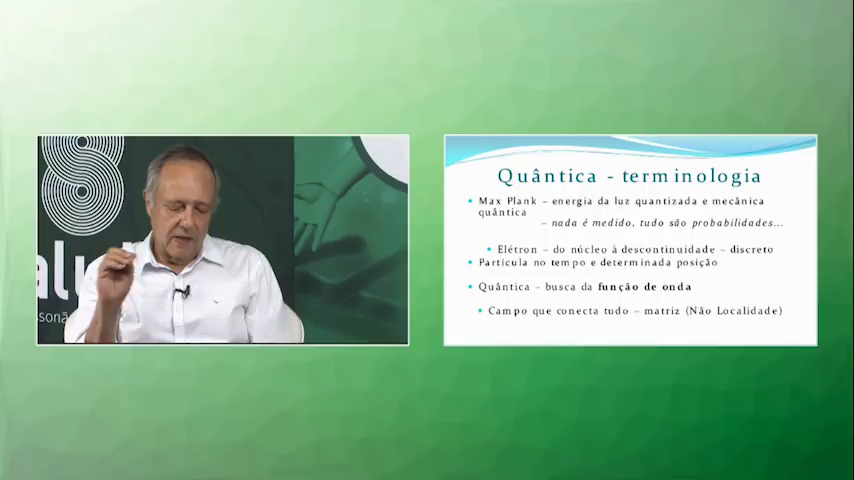 Quântica - terminologia
Max Plank – energia da luz quantizada e mecânica
quântica
– nada é medido, tudo são probabilidades...
Elétron – do núcleo à descontinuidade – discreto
Partícula no tempo e determinada posição
Quântica – busca da função de onda
Campo que conecta tudo – matriz (Não Localidade)